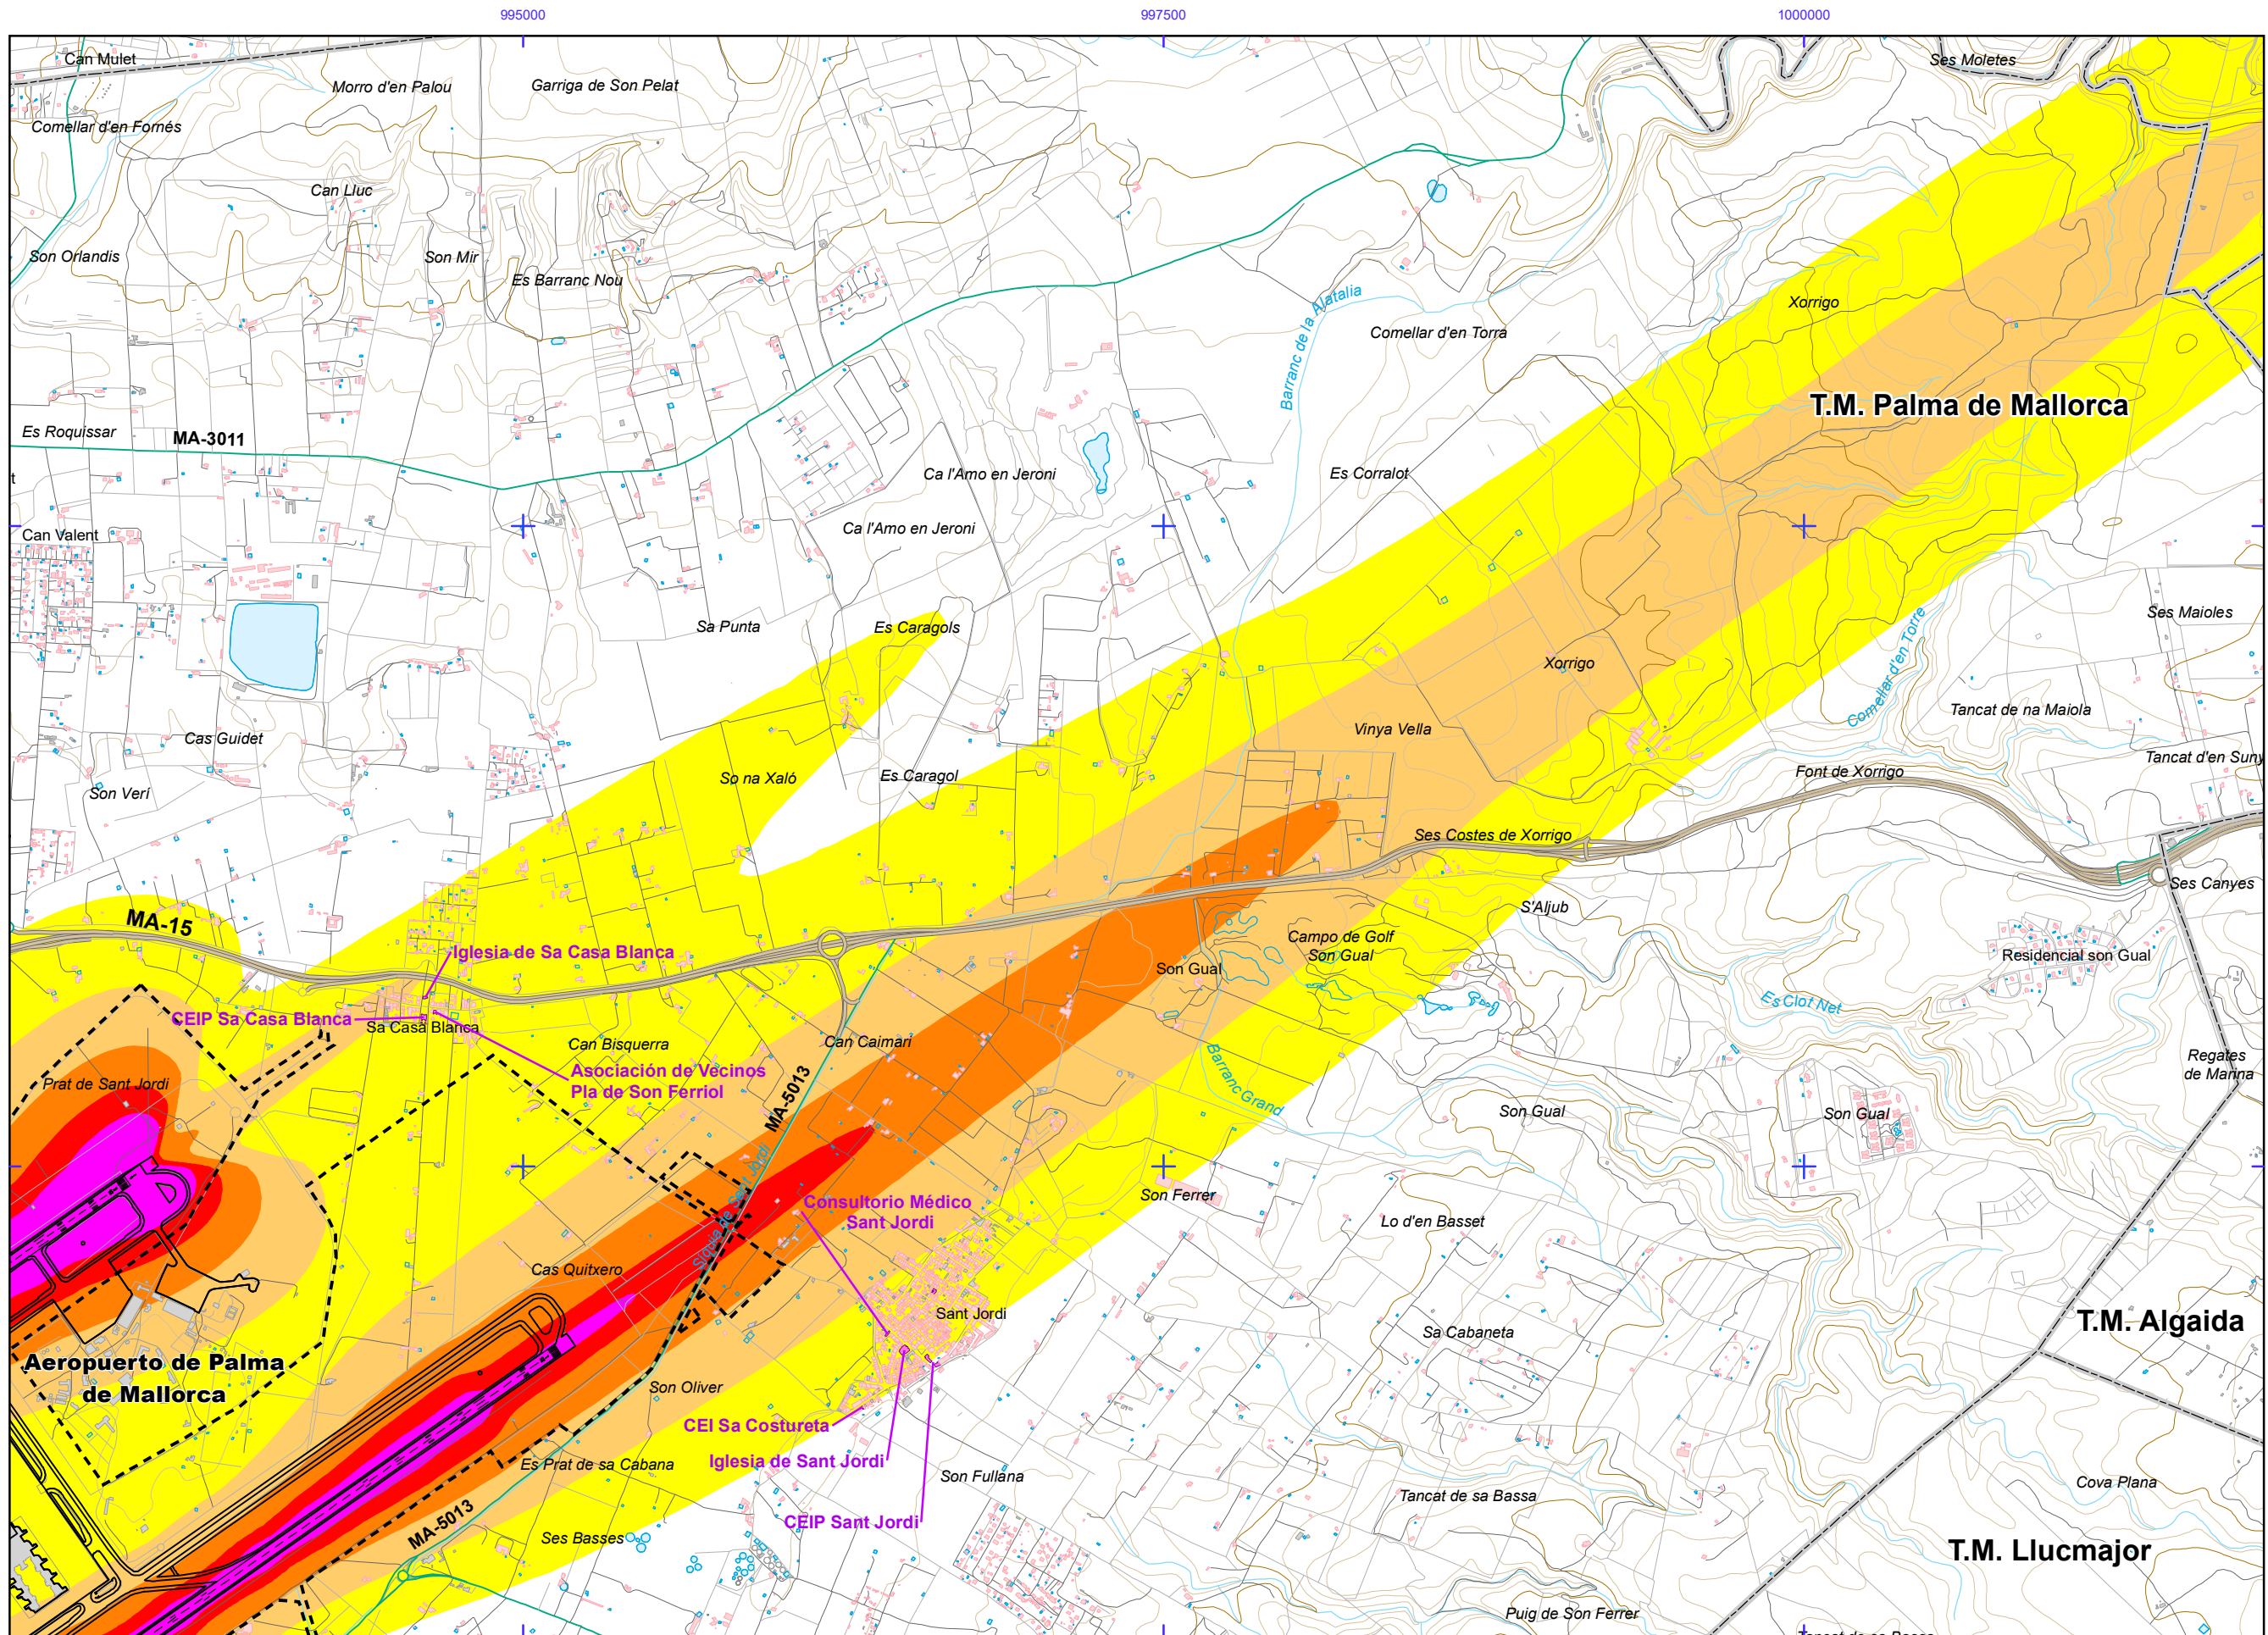 995000
997500
1000000
Can Mulet
Morro d'en Palou
Garriga de Son Pelat
Ses Moletes
Comellar d'en Fornés
Can Lluc
Son Orlandis
Son Mir
Es Barranc Nou
Barranc de la Natalia
Xorrigo
Comellar d'en Torra
T.M. Palma de Mallorca
Es Roquissar
MA-3011
Ca l'Amo en Jeroni
Es Corralot
t
Can Valent
Ca l'Amo en Jeroni
Sa Punta
Es Caragols
Ses Maioles
Xorrigo
Comellar d'en Torre
Tancat de na Maiola
Cas Guidet
Vinya Vella
Tancat d'en Suny
Son Verí
So na Xaló
Es Caragol
Font de Xorrigo
Ses Costes de Xorrigo
Ses Canyes
MA-15
S'Aljub
Iglesia de Sa Casa Blanca
Campo de Golf
Son Gual
Son Gual
Residencial son Gual
CEIP Sa Casa Blanca
Sa Casa Blanca
Es Clot Net
Can Bisquerra
Can Caimari
Asociación de Vecinos
Pla de Son Ferriol
Prat de Sant Jordi
MA-5013
Barranc Grand
Regates
de Marina
Son Gual
Son Gual
Síquia de Sant Jordi
Consultorio Médico
Sant Jordi
Son Ferrer
Lo d'en Basset
Cas Quitxero
Sant Jordi
Sa Cabaneta
T.M. Algaida
Aeropuerto de Palma
de Mallorca
Son Oliver
CEI Sa Costureta
Iglesia de Sant Jordi
Es Prat de sa Cabana
Son Fullana
Cova Plana
Tancat de sa Bassa
CEIP Sant Jordi
MA-5013
Ses Basses
T.M. Llucmajor
Puig de Son Ferrer